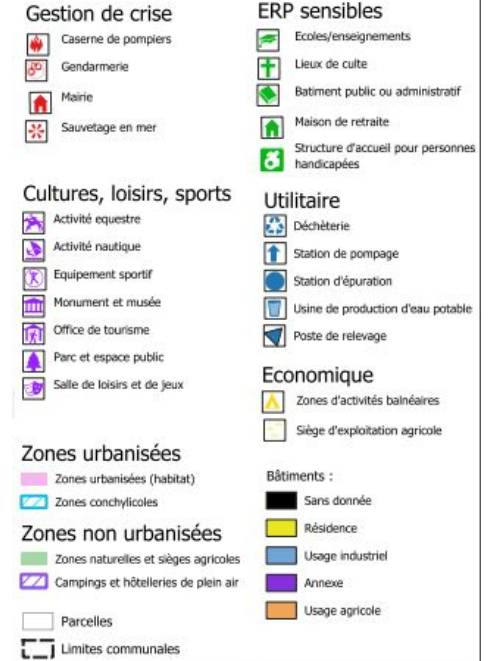 Gestion de crise
Caserne de pompiers
Gendarmerie
Mairie
Sauvetage en mer
ERP sensibles
Ecoles/enseignements
Lieux de culte
Batiment public ou administratif
Maison de retraite
Structure d'accueil pour personnes
handicapées
Cultures, loisirs, sports
Activité equestre
Activité nautique
Equipement sportif
Monument et musée
Office de tourisme
Parc et espace public
Salle de loisirs et de jeux
Utilitaire
Déchèterie
Station de pompage
Station d'épuration
Usine de production d'eau potable
Poste de relevage
Economique
Zones d'activités balnéaires
Siège d'exploitation agricole
Zones urbanisées
Zones urbanisées (habitat)
Zones conchylicoles
Zones non urbanisées
Zones naturelles et sièges agricoles
Campings et hôtelleries de plein air
Parcelles
Limites communales
Bâtiments :
Sans donnée
Résidence
Usage industriel
Annexe
Usage agricole